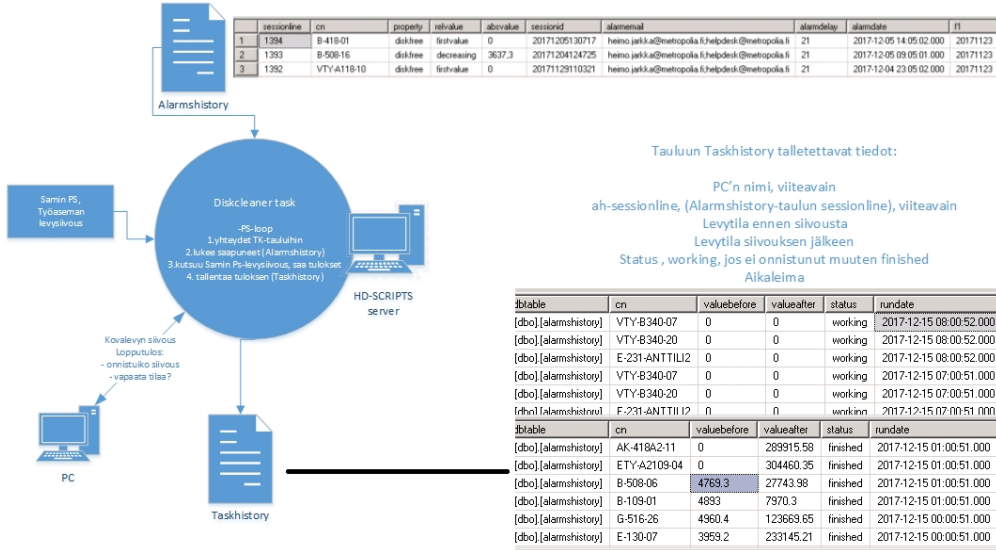 sessionline cn property relvalue absvalue sessionid alarmemail alarmdelay alarmdate f1
1 1394 B-418-01 diskfree firstvalue 0 20171205130717 heimo.jarkka@metropolia.fi;helpdesk@metropolia.fi 21 2017-12-05 14:05:02.000 20171123
2 1393 B-508-16 diskfree decreasing 3637,3 20171204124725 heimo.jarkka@metropolia.fi;helpdesk@metropolia.fi 21 2017-12-05 09:05:01.000 20171123
3 1392 VTY-A118-10 diskfree firstvalue 0 20171129110321 heimo.jarkka@metropolia.fi;helpdesk@metropolia.fi 21 2017-12-04 23:05:02.000 20171123
Alarmshistory
Samin PS,
Työaseman
levysiivous
Diskcleaner task
-PS-loop
1.yhteydet TK-tauluihin
2.lukee saapuneet (Alarmshistory)
3.kutsuu Samin Ps-levysiivous, saa tulokset
4. tallentaa tuloksen (Taskhistory)
HD-SCRIPTS
server
Kovalevyn siivous
Lopputulos:
- onnistuiko siivous
- vapaata tilaa?
PC
Taskhistory
Tauluun Taskhistory talletettavat tiedot:
PC'n nimi, viiteavain
ah-sessionline, (Alarmshistory-taulun sessionline), viiteavain
Levytila ennen siivousta
Levytila siivouksen jälkeen
Status , working, jos ei onnistunut muuten finished
Aikaleima
dbtable cn valuebefore valueafter status rundate
[dbo].[alarmshistory] VTY-B340-07 0 0 working 2017-12-15 08:00:52.000
[dbo].[alarmshistory] VTY-B340-20 0 0 working 2017-12-15 08:00:52.000
[dbo].[alarmshistory] E-231-ANTTILI2 0 0 working 2017-12-15 08:00:52.000
[dbo].[alarmshistory] VTY-B340-07 0 0 working 2017-12-15 07:00:51.000
[dbo].[alarmshistory] VTY-B340-20 0 0 working 2017-12-15 07:00:51.000
[dbo].[alarmshistory] E-231-ANTTILI2 0 0 working 2017-12-15 07:00:51.000
dbtable cn valuebefore valueafter status rundate
[dbo].[alarmshistory] AK-418A2-11 0 289915.58 finished 2017-12-15 01:00:51.000
[dbo].[alarmshistory] ETY-A2109-04 0 304460.35 finished 2017-12-15 01:00:51.000
[dbo].[alarmshistory] B-508-06 4769.3 27743.98 finished 2017-12-15 01:00:51.000
[dbo].[alarmshistory] B-109-01 4893 7970.3 finished 2017-12-15 01:00:51.000
[dbo].[alarmshistory] G-516-26 4960.4 123669.65 finished 2017-12-15 00:00:51.000
[dbo].[alarmshistory] E-130-07 3959.2 233145.21 finished 2017-12-15 00:00:51.000